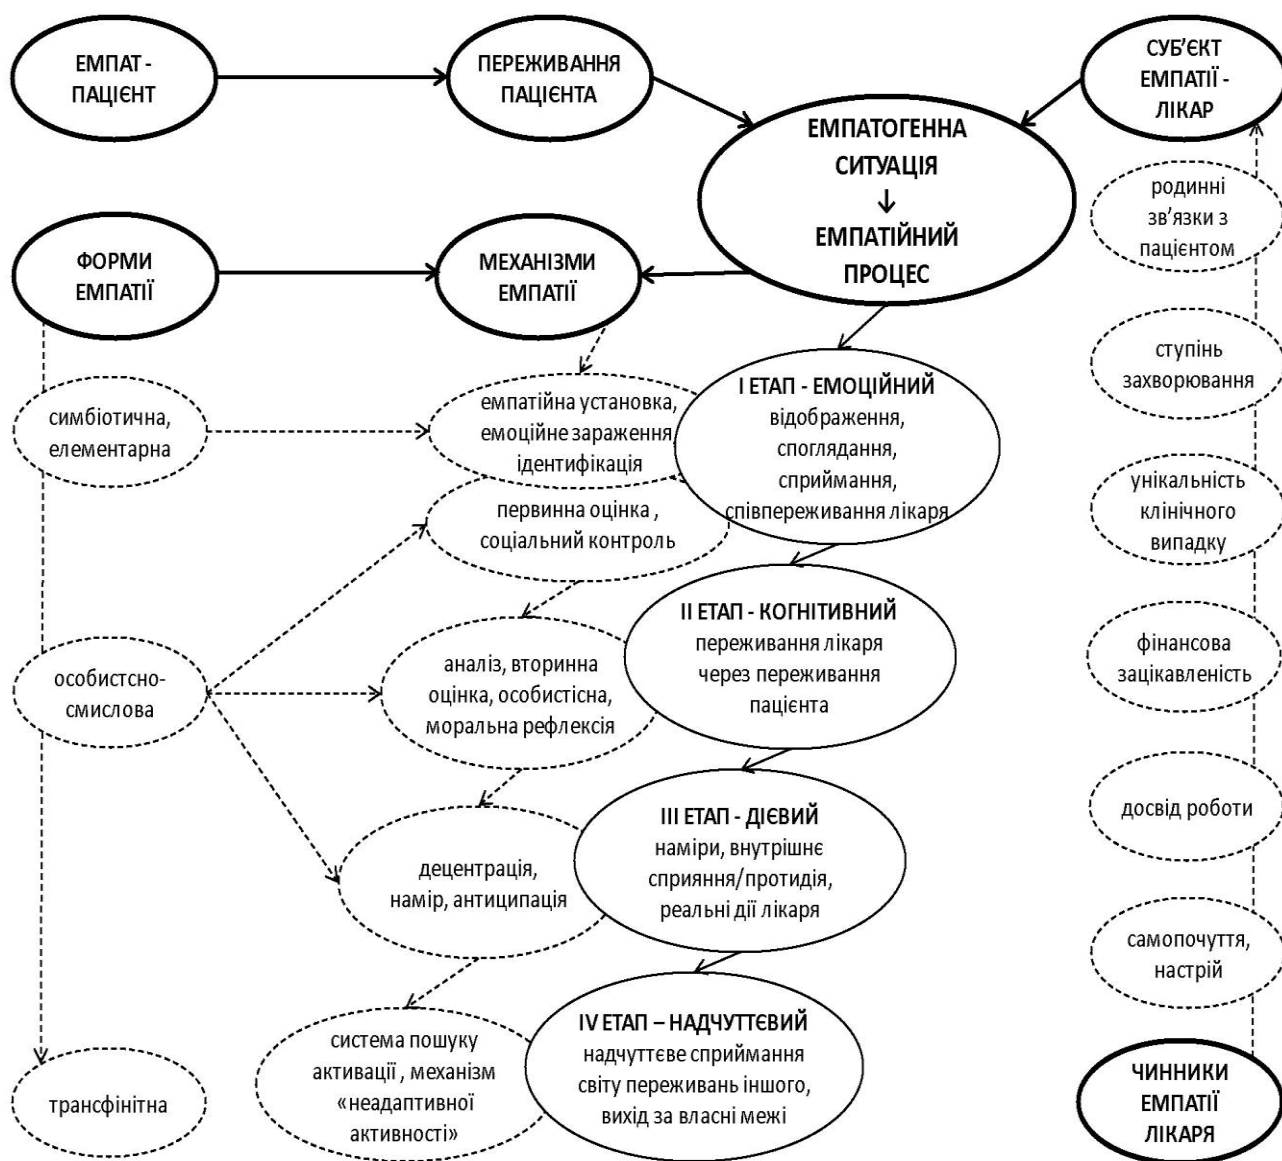 ЕМПАТ -
ПАЦІЄНТ
ПЕРЕЖИВАННЯ
ПАЦІЄНТА
СУБ’ЄКТ
ЕМПАТІЇ -
ЛІКАР
ЕМПАТОГЕННА
СИТУАЦІЯ
ЕМПАТІЙНИЙ
ПРОЦЕС
ФОРМИ
ЕМПАТІЇ
МЕХАНІЗМИ
ЕМПАТІЇ
родинні
зв’язки з
пацієнтом
ступінь
захворювання
унікальність
клінічного
випадку
фінансова
зацікавленість
досвід роботи
самопочуття,
настрій
ЧИННИКИ
ЕМПАТІЇ
ЛІКАРЯ
симбіотична,
елементарна
емпатійна установка,
емоційне зараження
ідентифікація
І ЕТАП - ЕМОЦІЙНИЙ
відображення,
споглядання,
сприймання,
співпереживання лікаря
первинна оцінка ,
соціальний контроль
особистсно-
смислова
аналіз, вторинна
оцінка, особистісна,
моральна рефлексія
ІІ ЕТАП - КОГНІТИВНИЙ
переживання лікаря
через переживання
пацієнта
децентрація,
намір, антиципація
ІІІ ЕТАП - ДІЄВИЙ
наміри, внутрішнє
сприяння/протидія,
реальні дії лікаря
трансфінітна
система пошуку
активації , механізм
«неадаптивної
активності»
IV ЕТАП – НАДЧУТТЄВИЙ
надчуттєве сприймання
світу переживань іншого,
вихід за власні межі